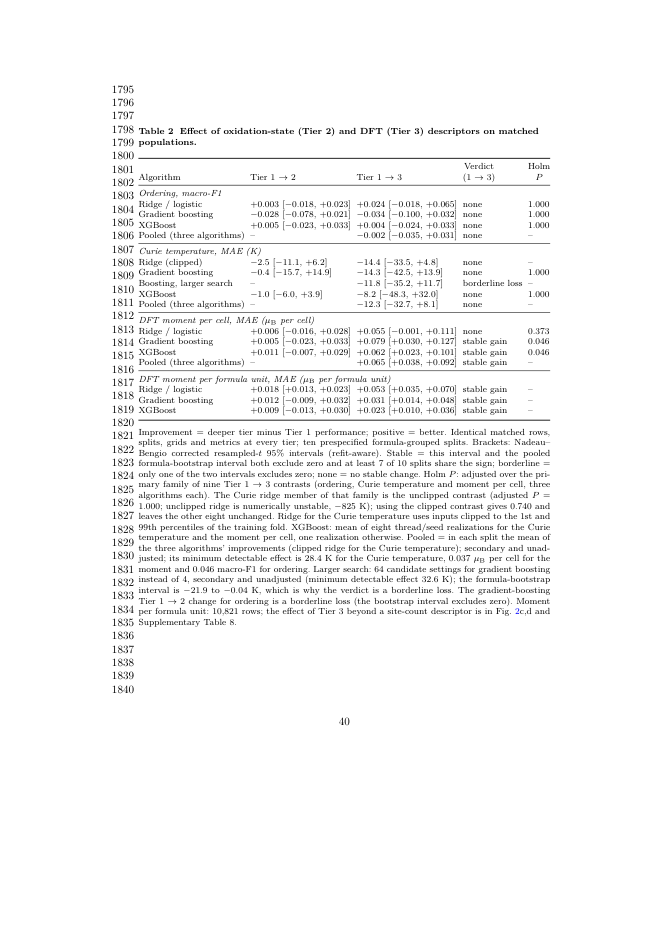 1795
1796
1797
1798 Table 2 Effect of oxidation-state (Tier 2) and DFT (Tier 3) descriptors on matched
1799 populations.
1800
1801 Verdict Holm
1802 Algorithm Tier 1 → 2 Tier 1 → 3 (1 → 3) P
1803 Ordering, macro-F1
1804 Ridge / logistic +0.003 [−0.018, +0.023] +0.024 [−0.018, +0.065] none 1.000
1805 Gradient boosting −0.028 [−0.078, +0.021] −0.034 [−0.100, +0.032] none 1.000
XGBoost +0.005 [−0.023, +0.033] +0.004 [−0.024, +0.033] none 1.000
1806 Pooled (three algorithms) – −0.002 [−0.035, +0.031] none –
1807 Curie temperature, MAE (K)
1808 Ridge (clipped) −2.5 [−11.1, +6.2] −14.4 [−33.5, +4.8] none –
1809 Gradient boosting −0.4 [−15.7, +14.9] −14.3 [−42.5, +13.9] none 1.000
1810 Boosting, larger search – −11.8 [−35.2, +11.7] borderline loss –
XGBoost −1.0 [−6.0, +3.9] −8.2 [−48.3, +32.0] none 1.000
1811 Pooled (three algorithms) – −12.3 [−32.7, +8.1] none –
1812 DFT moment per cell, MAE (μB per cell)
1813 Ridge / logistic +0.006 [−0.016, +0.028] +0.055 [−0.001, +0.111] none 0.373
1814 Gradient boosting +0.005 [−0.023, +0.033] +0.079 [+0.030, +0.127] stable gain 0.046
1815 XGBoost +0.011 [−0.007, +0.029] +0.062 [+0.023, +0.101] stable gain 0.046
1816 Pooled (three algorithms) – +0.065 [+0.038, +0.092] stable gain –
1817 DFT moment per formula unit, MAE (μB per formula unit)
Ridge / logistic +0.018 [+0.013, +0.023] +0.053 [+0.035, +0.070] stable gain –
1818 Gradient boosting +0.012 [−0.009, +0.032] +0.031 [+0.014, +0.048] stable gain –
1819 XGBoost +0.009 [−0.013, +0.030] +0.023 [+0.010, +0.036] stable gain –
1820
1821 Improvement = deeper tier minus Tier 1 performance; positive = better. Identical matched rows,
1822 splits, grids and metrics at every tier; ten prespecified formula-grouped splits. Brackets: Nadeau–
Bengio corrected resampled-t 95% intervals (refit-aware). Stable = this interval and the pooled
1823 formula-bootstrap interval both exclude zero and at least 7 of 10 splits share the sign; borderline =
1824 only one of the two intervals excludes zero; none = no stable change. Holm P: adjusted over the pri-
1825 mary family of nine Tier 1 → 3 contrasts (ordering, Curie temperature and moment per cell, three
algorithms each). The Curie ridge member of that family is the unclipped contrast (adjusted P =
1826 1.000; unclipped ridge is numerically unstable, −825 K); using the clipped contrast gives 0.740 and
1827 leaves the other eight unchanged. Ridge for the Curie temperature uses inputs clipped to the 1st and
1828 99th percentiles of the training fold. XGBoost: mean of eight thread/seed realizations for the Curie
1829 temperature and the moment per cell, one realization otherwise. Pooled = in each split the mean of
the three algorithms' improvements (clipped ridge for the Curie temperature); secondary and unad-
1830 justed; its minimum detectable effect is 28.4 K for the Curie temperature, 0.037 μB per cell for the
1831 moment and 0.046 macro-F1 for ordering. Larger search: 64 candidate settings for gradient boosting
1832 instead of 4, secondary and unadjusted (minimum detectable effect 32.6 K); the formula-bootstrap
1833 interval is −21.9 to −0.04 K, which is why the verdict is a borderline loss. The gradient-boosting
Tier 1 → 2 change for ordering is a borderline loss (the bootstrap interval excludes zero). Moment
1834 per formula unit: 10,821 rows; the effect of Tier 3 beyond a site-count descriptor is in Fig. 2c,d and
1835 Supplementary Table 8.
1836
1837
1838
1839
1840
40